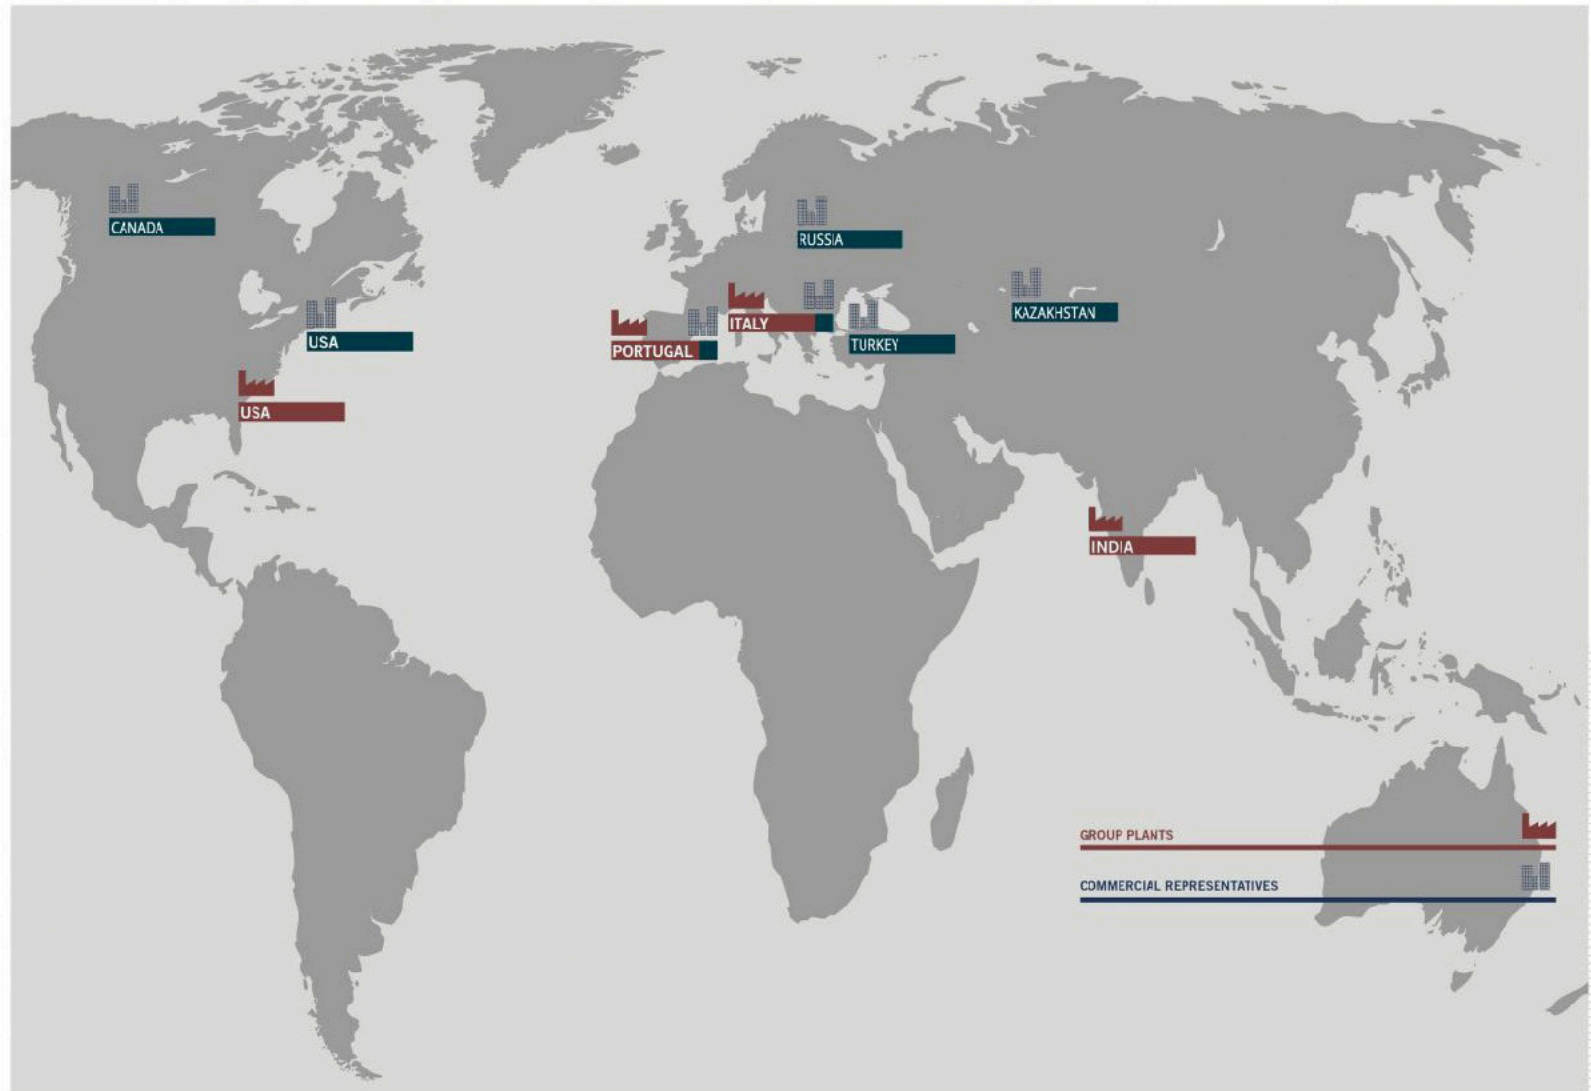 CANADA
RUSSIA
KAZAKHSTAN
USA
ITALY
TURKEY
PORTUGAL
USA
INDIA
GROUP PLANTS
COMMERCIAL REPRESENTATIVES